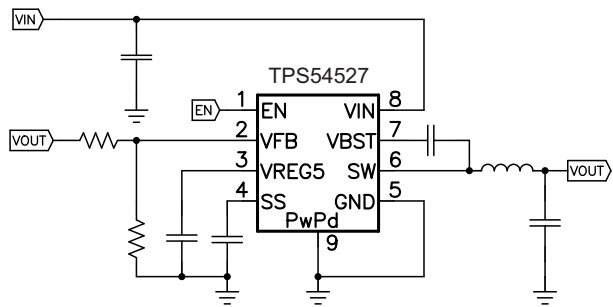 VIN
TPS54527
EN
1
EN
VIN
8
VOUT
2
VFB
VBST
7
3
VREG5
SW
6
VOUT
4
SS
GND
5
PwPd
9